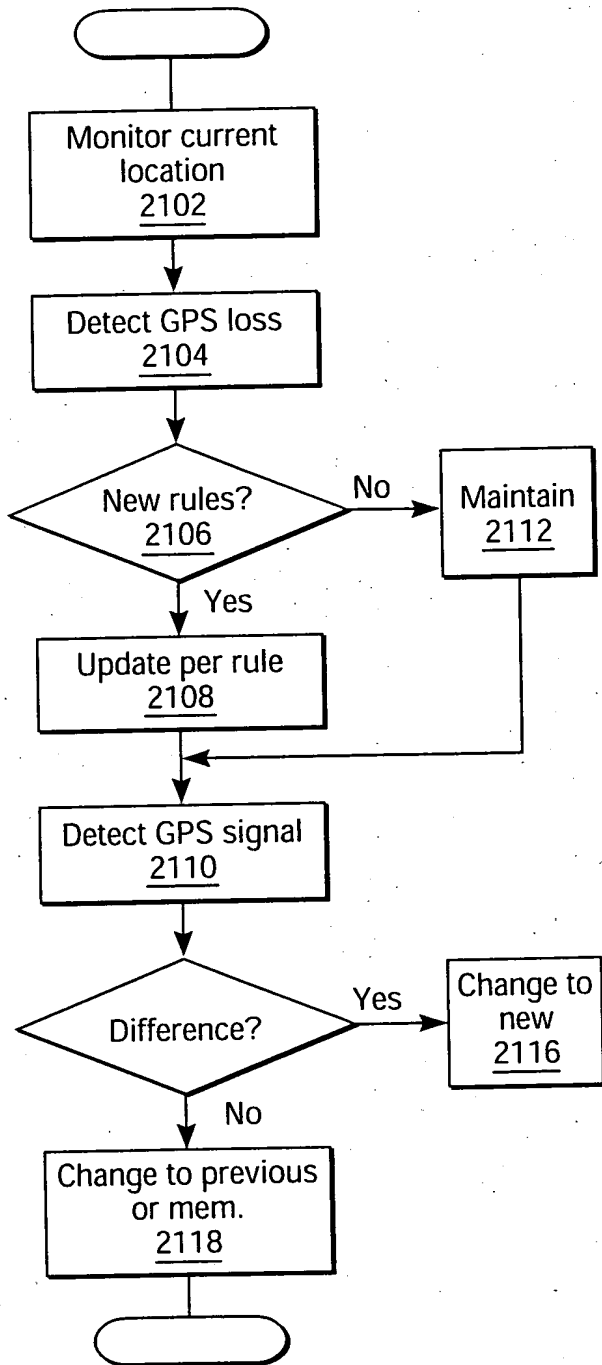 Monitor current
location
2102
Detect GPS loss
2104
New rules?
2106
No
Maintain
2112
Yes
Update per rule
2108
Detect GPS signal
2110
Difference?
Yes
Change to
new
2116
No
Change to previous
or mem.
2118